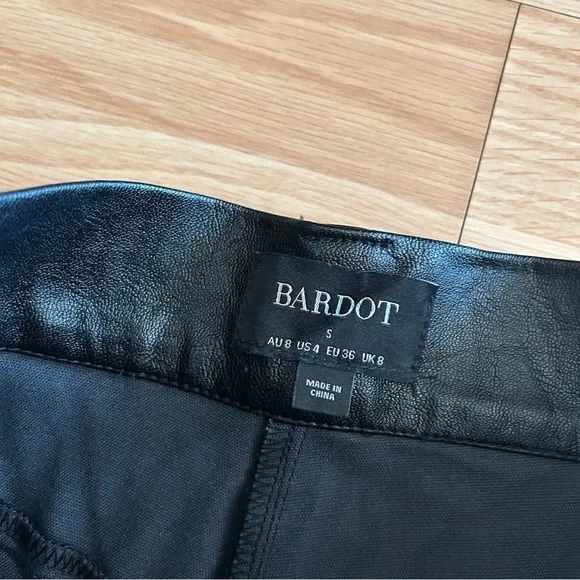 BARDOT
S
AU 8 US 4 EU 36 UK 8
MADE IN
CHINA